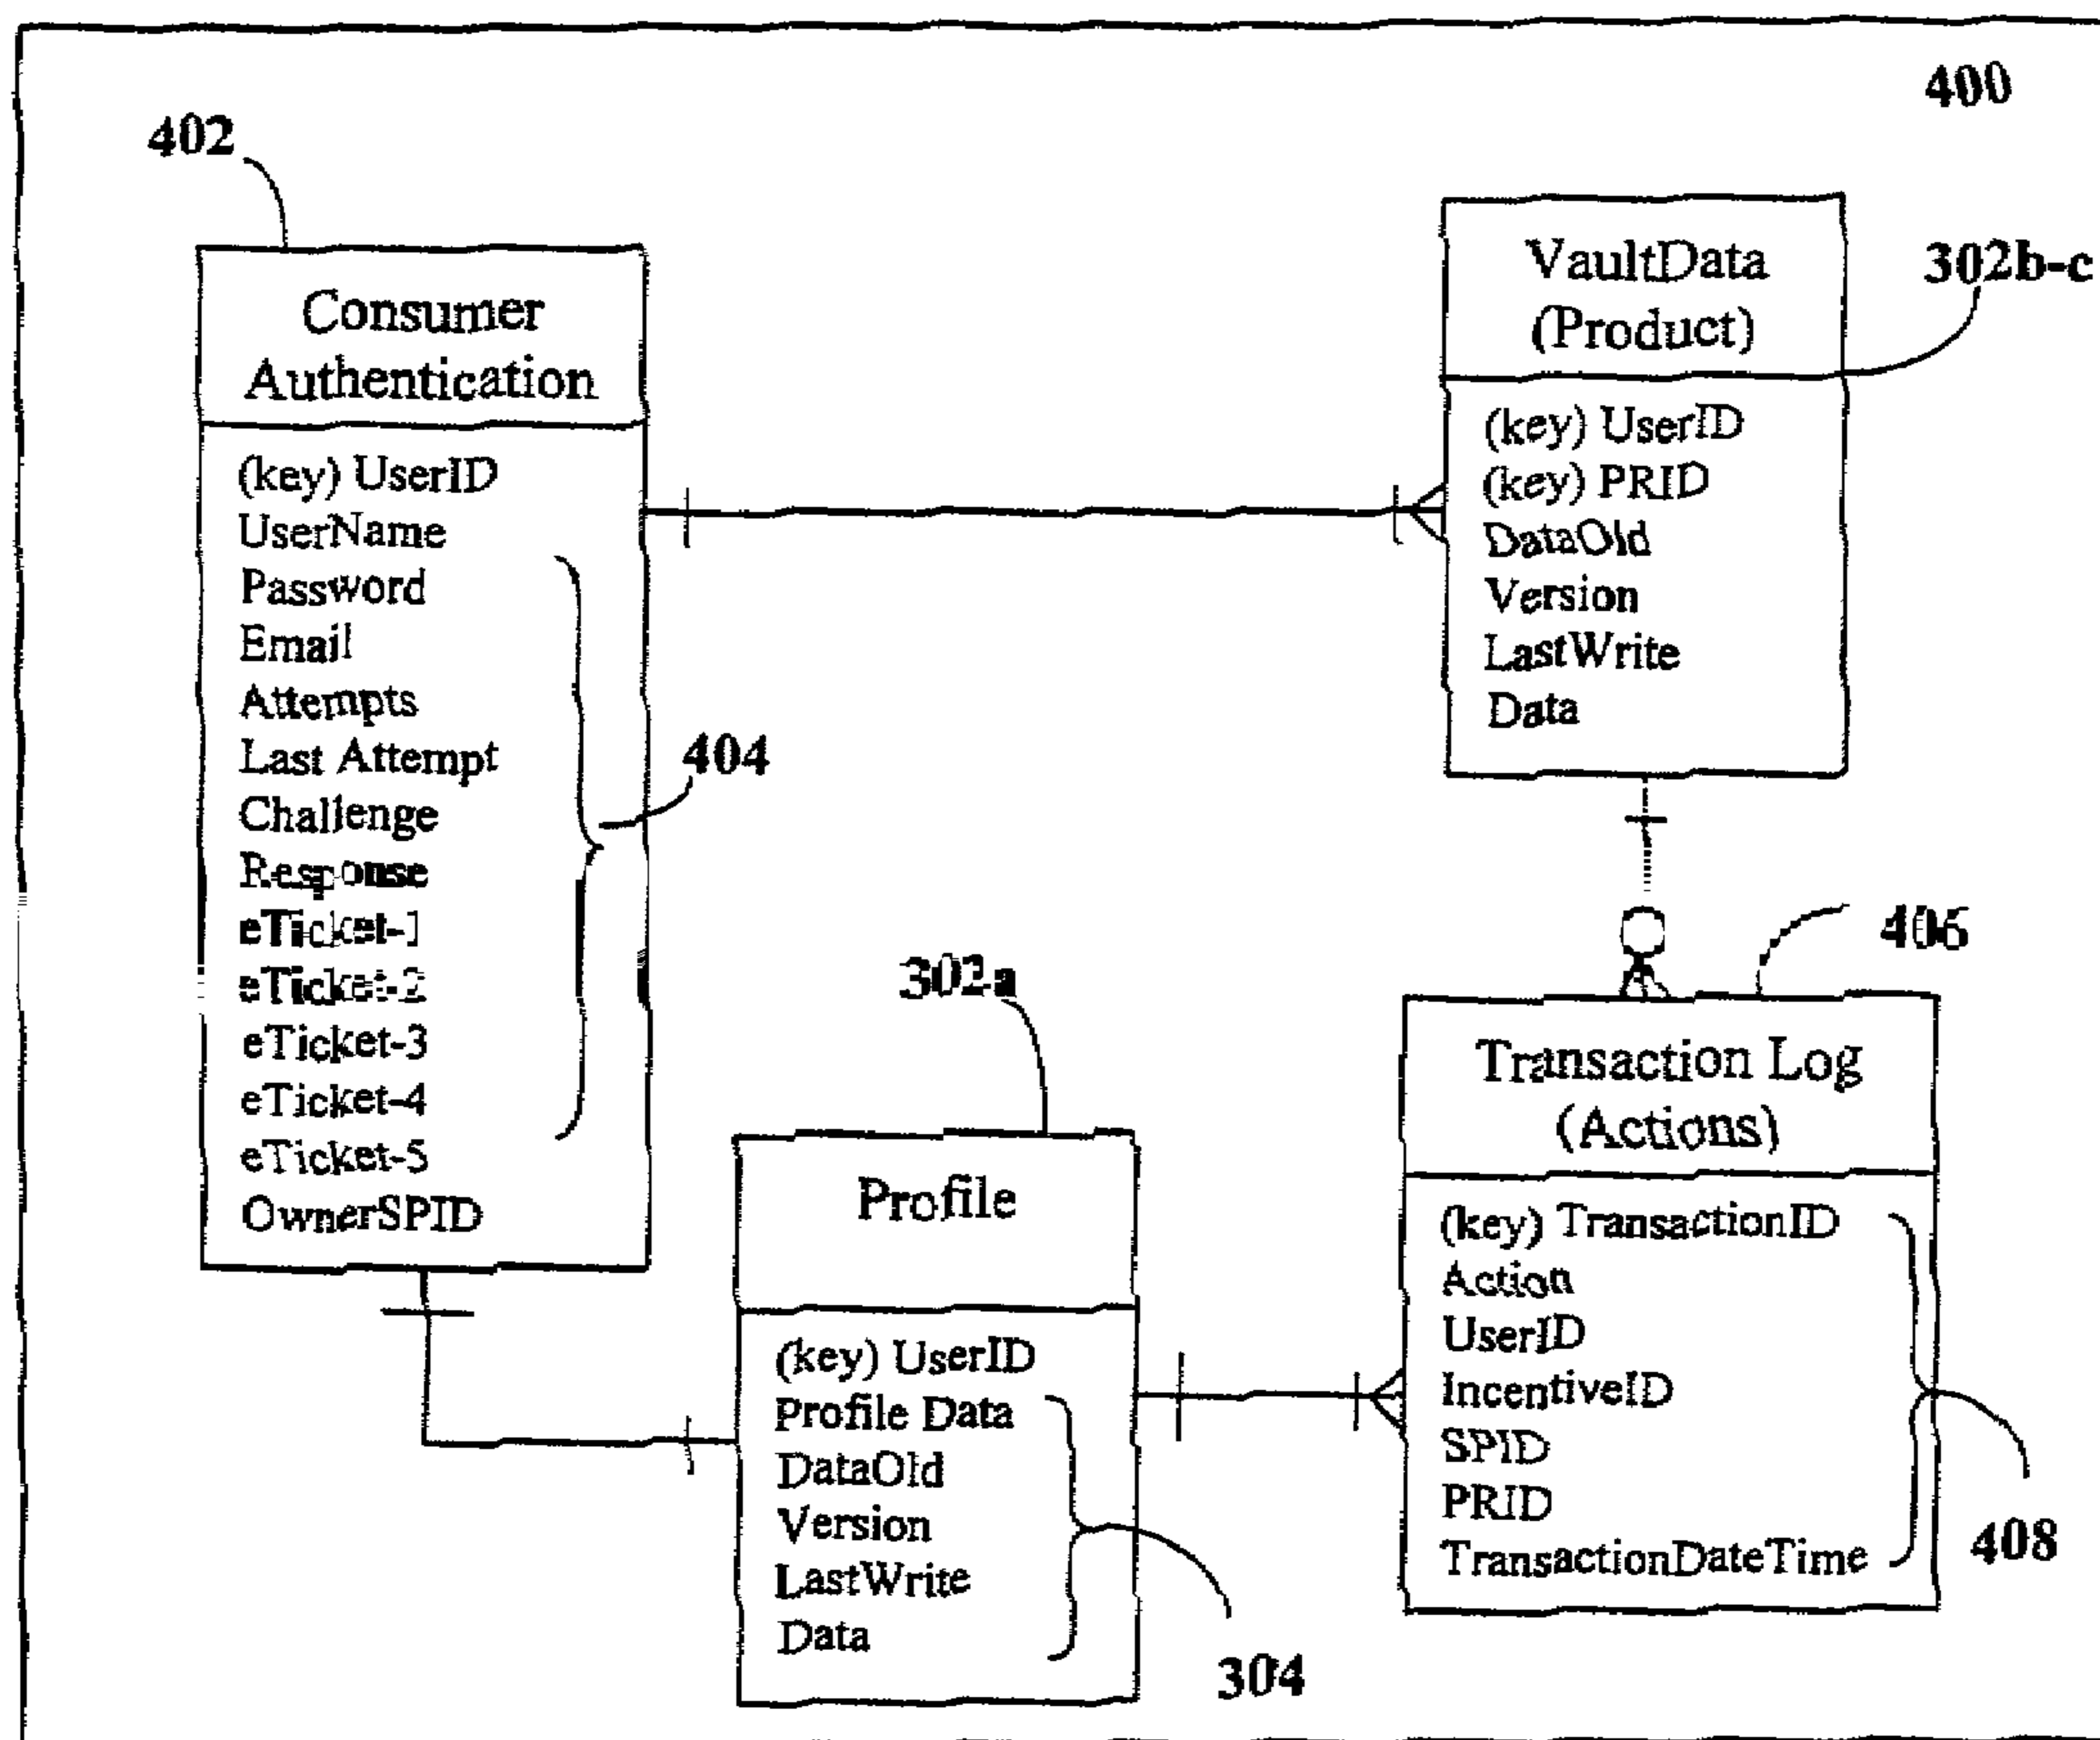 400
402
Consumer
Authentication
(key) UserID
UserName
Password
Email
Attempts
Last Attempt
Challenge
Response
eTicket-1
eTicket-2
eTicket-3
eTicket-4
eTicket-5
OwnerSPID
404
VaultData
(Product)
302b-c
(key) UserID
(key) PRID
DataOld
Version
LastWrite
Data
302a
Profile
(key) UserID
Profile Data
DataOld
Version
LastWrite
Data
304
406
Transaction Log
(Actions)
(key) TransactionID
Action
UserID
IncentiveID
SPID
PRID
TransactionDateTime
408